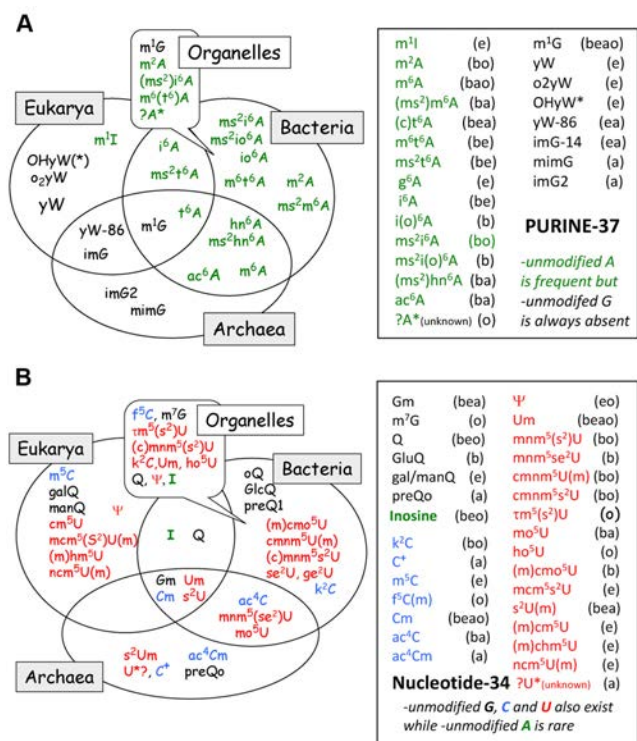 A
m¹G
m²A
(ms²)i⁶A
m⁶(t⁶)A
?A*
Organelles
Eukarya
Bacteria
m¹I
OHyW(*)
o₂yW
yW
i⁶A
ms²t⁶A
ms²i⁶A
ms²io⁶A
io⁶A
m⁶t⁶A
m²A
ms²m⁶A
t⁶A
yW-86
m¹G
imG
hn⁶A
ms²hn⁶A
ac⁶A
m⁶A
imG2
mimG
Archaea
m¹I (e)
m²A (bo)
m⁶A (bao)
(ms²)m⁶A (ba)
(c)t⁶A (bea)
m⁶t⁶A (be)
ms²t⁶A (be)
g⁶A (e)
i⁶A (be)
i(o)⁶A (b)
ms²i⁶A (bo)
ms²i(o)⁶A (b)
(ms²)hn⁶A (ba)
ac⁶A (ba)
?A*(unknown) (o)
m¹G (beao)
yW (e)
o2yW (e)
OHyW* (e)
yW-86 (ea)
imG-14 (ea)
mimG (a)
imG2 (a)
PURINE-37
-unmodified A
is frequent but
-unmodifed G
is always absent
B
f⁵C, m⁷G
τm⁵(s²)U
(c)mnm⁵(s²)U
k²C,Um, ho⁵U
Q, Ψ, I
Organelles
Eukarya
Bacteria
m⁵C
galQ
manQ
Ψ
cm⁵U
mcm⁵(S²)U(m)
(m)hm⁵U
ncm⁵U(m)
I Q
oQ
GlcQ
preQ1
(m)cmo⁵U
cmnm⁵U(m)
(c)mnm⁵s²U
se²U, ge²U
k²C
Gm Um
Cm s²U
ac⁴C
mnm⁵(se²)U
mo⁵U
s²Um
U*?, C⁺
ac⁴Cm
preQo
Archaea
Gm (bea)
m⁷G (o)
Q (beo)
GluQ (b)
gal/manQ (e)
preQo (a)
Inosine (beo)
k²C (bo)
C⁺ (a)
m⁵C (e)
f⁵C(m) (o)
Cm (beao)
ac⁴C (ba)
ac⁴Cm (a)
Ψ (eo)
Um (beao)
mnm⁵(s²)U (bo)
mnm⁵se²U (b)
cmnm⁵U(m) (bo)
cmnm⁵s²U (bo)
τm⁵(s²)U (o)
mo⁵U (ba)
ho⁵U (o)
(m)cmo⁵U (b)
mcm⁵s²U (e)
s²U(m) (bea)
(m)cm⁵U (e)
(m)chm⁵U (e)
ncm⁵U(m) (e)
?U*(unknown) (a)
Nucleotide-34
-unmodified G, C and U also exist
while -unmodified A is rare